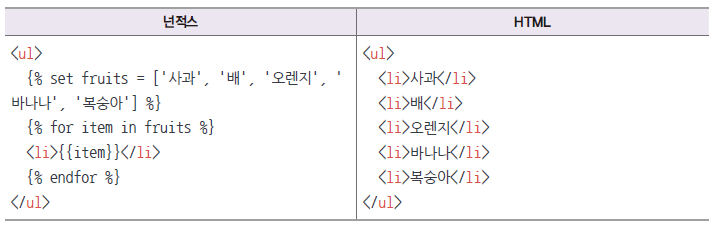 넌적스
HTML
<ul>
{% set fruits = ['사과', '배', '오렌지', '
바나나', '복숭아'] %}
{% for item in fruits %}
<li>{{item}}</li>
{% endfor %}
</ul>
<ul>
<li>사과</li>
<li>배</li>
<li>오렌지</li>
<li>바나나</li>
<li>복숭아</li>
</ul>